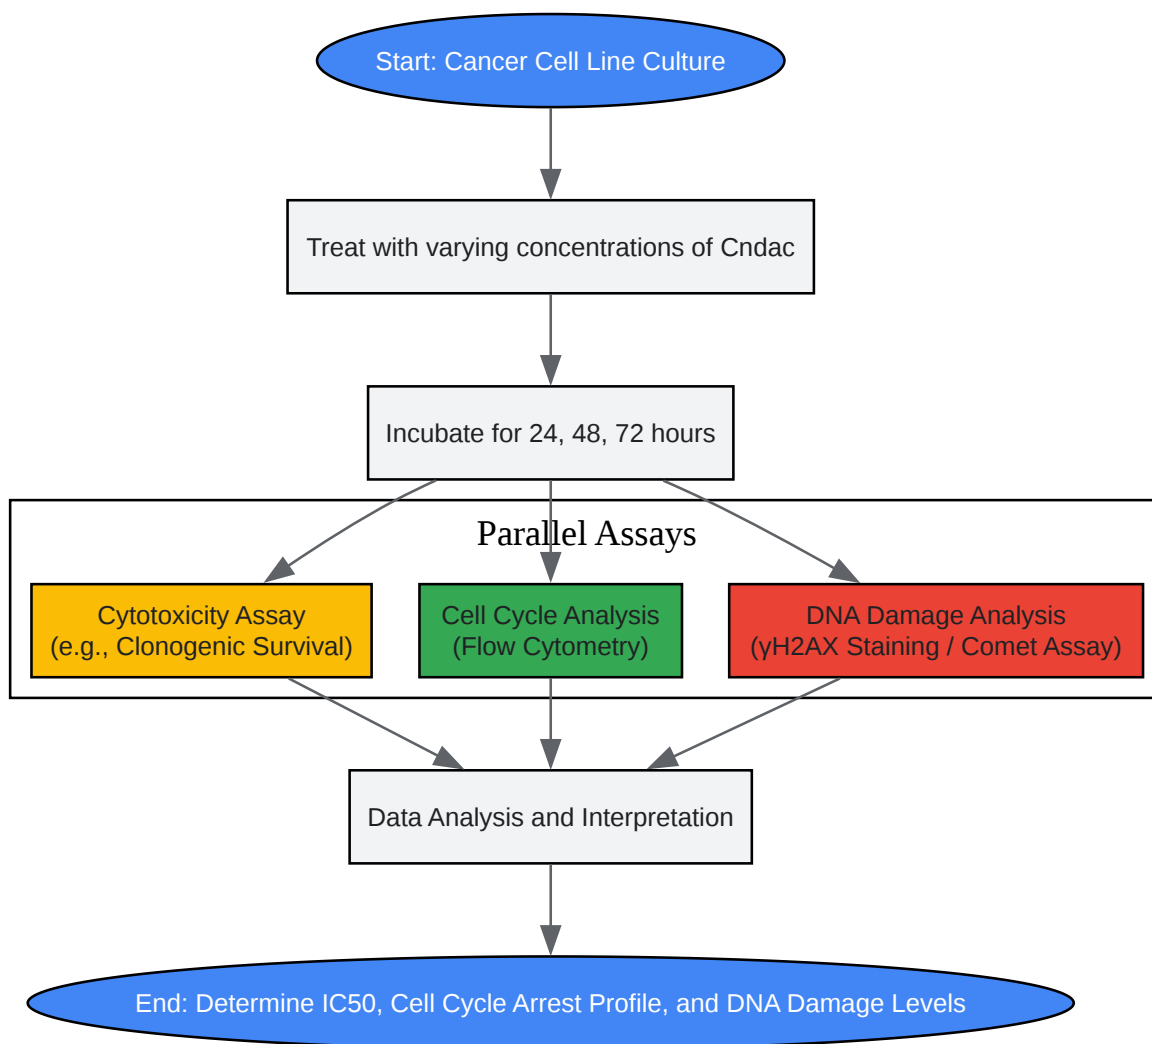 Start: Cancer Cell Line Culture
Treat with varying concentrations of Cndac
Incubate for 24, 48, 72 hours
Parallel Assays
Cytotoxicity Assay
(e.g., Clonogenic Survival)
Cell Cycle Analysis
(Flow Cytometry)
DNA Damage Analysis
(γH2AX Staining / Comet Assay)
Data Analysis and Interpretation
End: Determine IC50, Cell Cycle Arrest Profile, and DNA Damage Levels